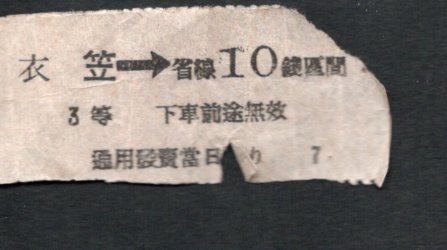 衣笠➡省線10錢區間
3等 下車前途無效
通用發賣當日 り 7